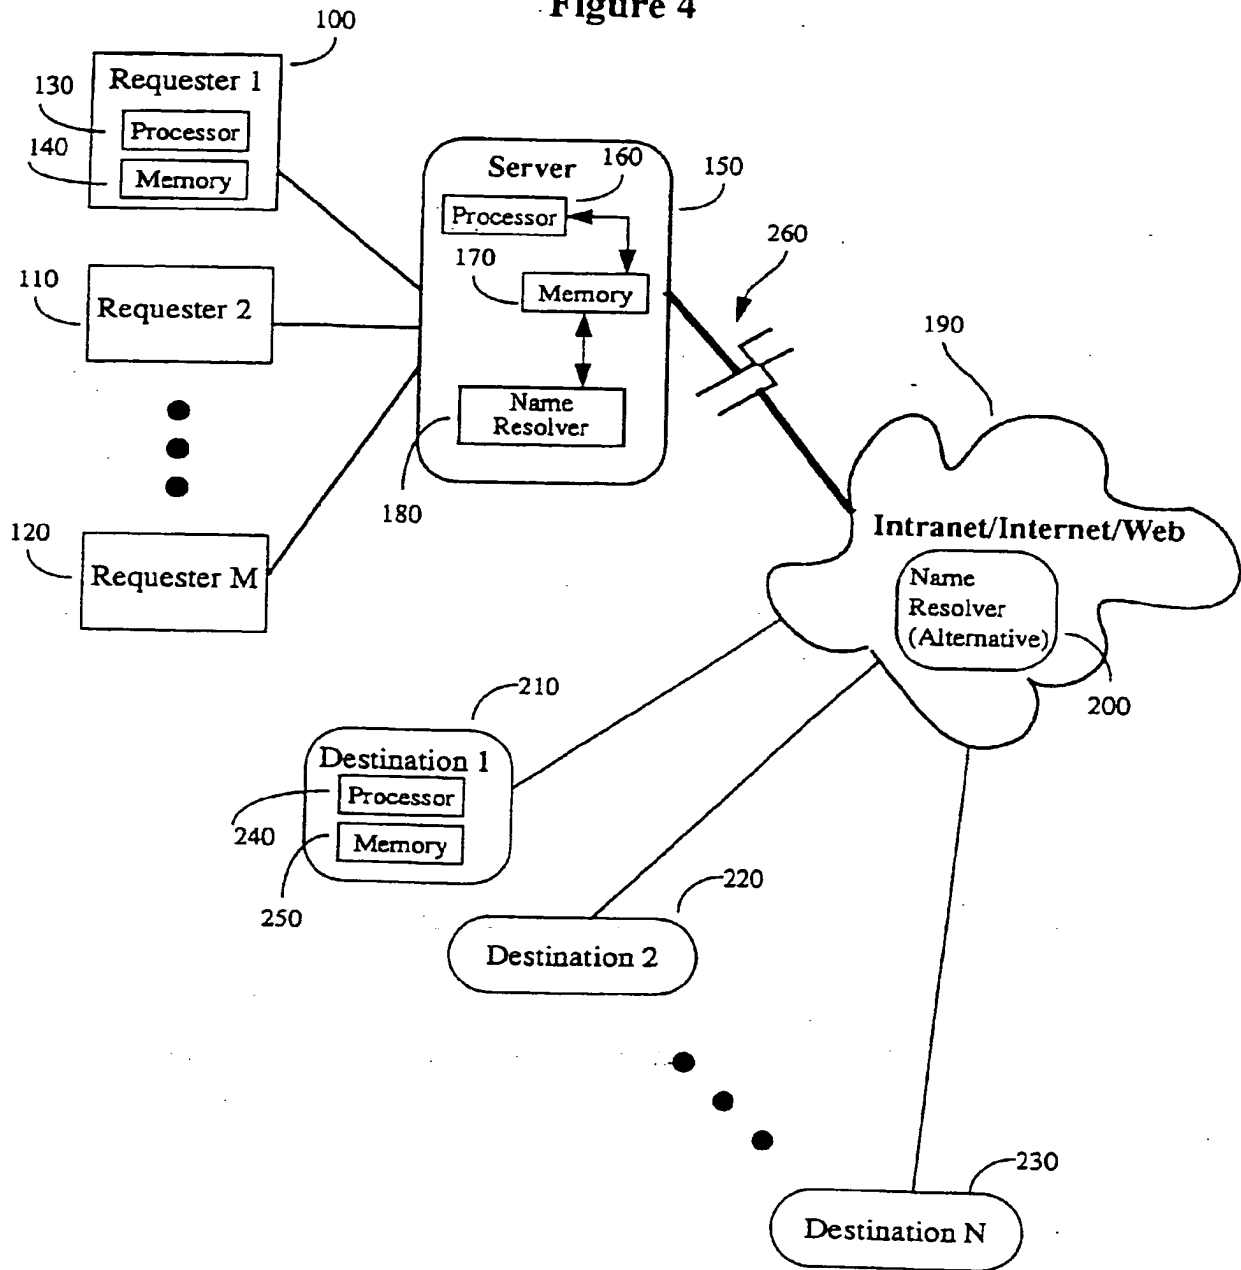 Figure 4
100
Requester 1
130
Processor
140
Memory
110
Requester 2
120
Requester M
Server
160
150
Processor
170
Memory
260
Name
Resolver
180
190
Intranet/Internet/Web
Name
Resolver
(Alternative)
200
210
Destination 1
Processor
240
Memory
250
220
Destination 2
230
Destination N